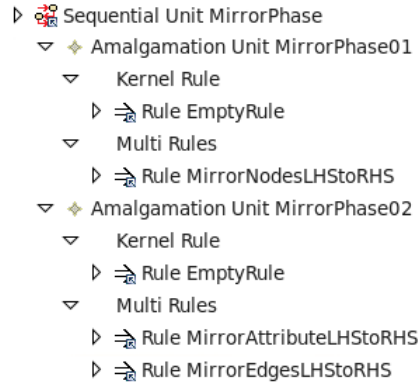 Sequential Unit MirrorPhase
Amalgamation Unit MirrorPhase01
Kernel Rule
Rule EmptyRule
Multi Rules
Rule MirrorNodesLHStoRHS
Amalgamation Unit MirrorPhase02
Kernel Rule
Rule EmptyRule
Multi Rules
Rule MirrorAttributeLHStoRHS
Rule MirrorEdgesLHStoRHS